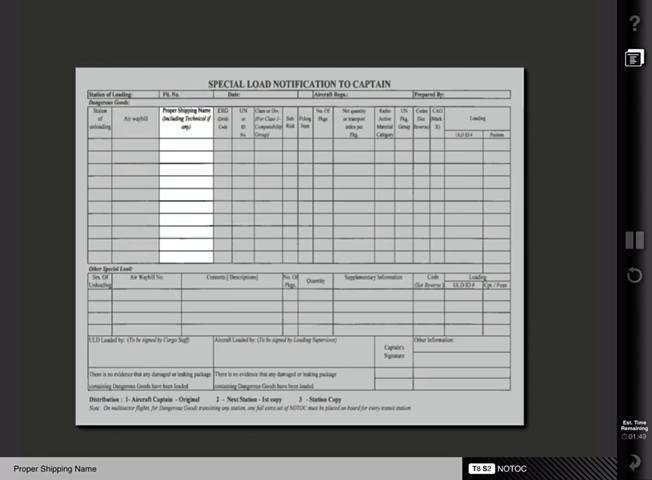 SPECIAL LOAD NOTIFICATION TO CAPTAIN
Station of Loading: Flt. No. Date: Aircraft Regn.: Prepared By:
Dangerous Goods:
Station of unloading
Air waybill
Proper Shipping Name (including Technical if any)
ERG Drill Code
UN or ID No.
Class or Div. (For Class 1- Compatability Group)
Sub Risk
No. Of Pkgs
Net quantity or transport index per Pkg.
Radio Active Material Category
UN Pkg. Group
Codes (See Reverse)
CAO (Mark X)
Loading
ULD ID # Position
Other Special Load:
Stn. Of Unloading
Air Waybill No.
Contents [ Descriptions]
No. Of Pkgs.
Quantity
Supplementary Information
Code (See Reverse)
Loading
ULD ID # Cpt. / Posn.
ULD Loaded by: (To be signed by Cargo Staff)
Aircraft Loaded by: (To be signed by Loading Supervisor)
Captain's Signature
Other Information:
There is no evidence that any damaged or leaking package containing Dangerous Goods have been loaded
There is no evidence that any damaged or leaking package containing Dangerous Goods have been loaded
Distribution : 1- Aircraft Captain - Original 2 - Next Station - 1st copy 3 - Station Copy
Note: On multisector flights, for Dangerous Goods transiting any station, one full extra set of NOTOC must be placed on board for every transit station
?
Est. Time
Remaining
01:49
Proper Shipping Name
T8 S2 NOTOC